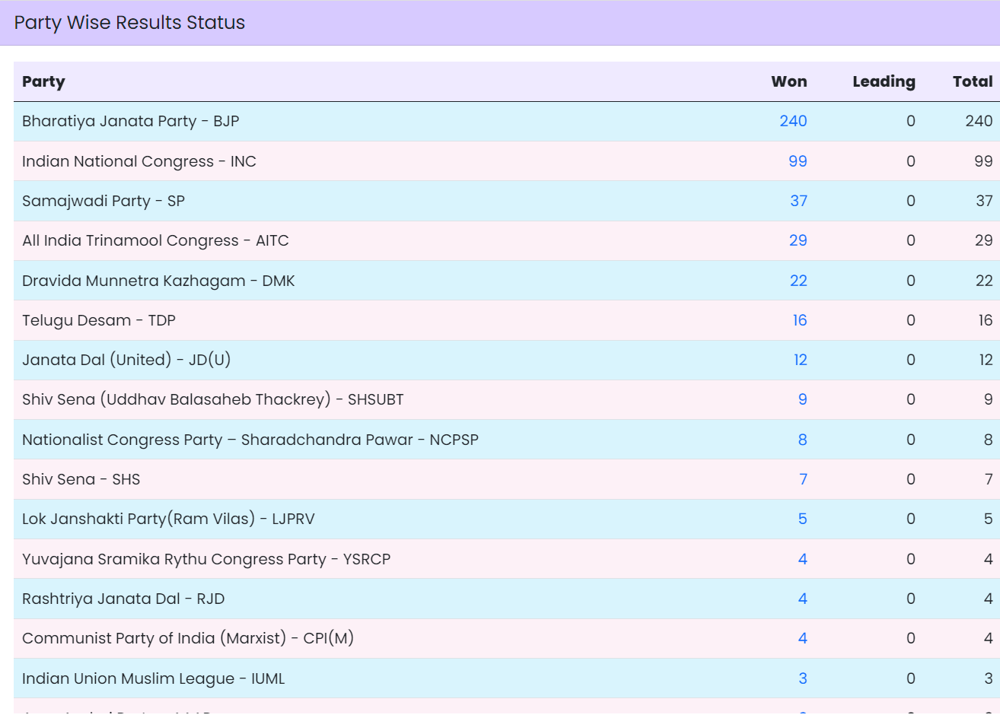 Party Wise Results Status
Party Won Leading Total
Bharatiya Janata Party - BJP 240 0 240
Indian National Congress - INC 99 0 99
Samajwadi Party - SP 37 0 37
All India Trinamool Congress - AITC 29 0 29
Dravida Munnetra Kazhagam - DMK 22 0 22
Telugu Desam - TDP 16 0 16
Janata Dal (United) - JD(U) 12 0 12
Shiv Sena (Uddhav Balasaheb Thackrey) - SHSUBT 9 0 9
Nationalist Congress Party – Sharadchandra Pawar - NCPSP 8 0 8
Shiv Sena - SHS 7 0 7
Lok Janshakti Party(Ram Vilas) - LJPRV 5 0 5
Yuvajana Sramika Rythu Congress Party - YSRCP 4 0 4
Rashtriya Janata Dal - RJD 4 0 4
Communist Party of India (Marxist) - CPI(M) 4 0 4
Indian Union Muslim League - IUML 3 0 3